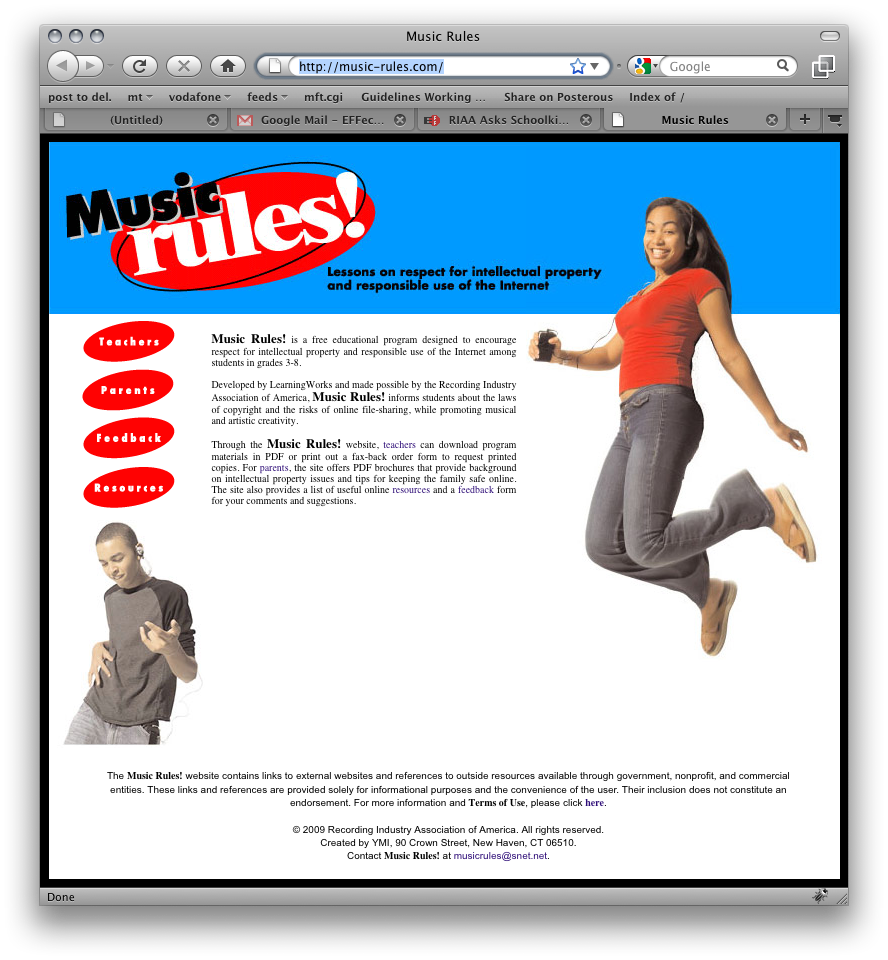 Music Rules
http://music-rules.com/
Google
post to del. mt vodafone feeds mft.cgi Guidelines Working ... Share on Posterous Index of /
(Untitled) Google Mail - EFFec... RIAA Asks Schoolki... Music Rules
Music
rules!
Lessons on respect for intellectual property
and responsible use of the Internet
Teachers
Parents
Feedback
Resources
Music Rules! is a free educational program designed to encourage
respect for intellectual property and responsible use of the Internet among
students in grades 3-8.
Developed by LearningWorks and made possible by the Recording Industry
Association of America, Music Rules! informs students about the laws
of copyright and the risks of online file-sharing, while promoting musical
and artistic creativity.
Through the Music Rules! website, teachers can download program
materials in PDF or print out a fax-back order form to request printed
copies. For parents, the site offers PDF brochures that provide background
on intellectual property issues and tips for keeping the family safe online.
The site also provides a list of useful online resources and a feedback form
for your comments and suggestions.
The Music Rules! website contains links to external websites and references to outside resources available through government, nonprofit, and commercial
entities. These links and references are provided solely for informational purposes and the convenience of the user. Their inclusion does not constitute an
endorsement. For more information and Terms of Use, please click here.
© 2009 Recording Industry Association of America. All rights reserved.
Created by YMI, 90 Crown Street, New Haven, CT 06510.
Contact Music Rules! at musicrules@snet.net.
Done